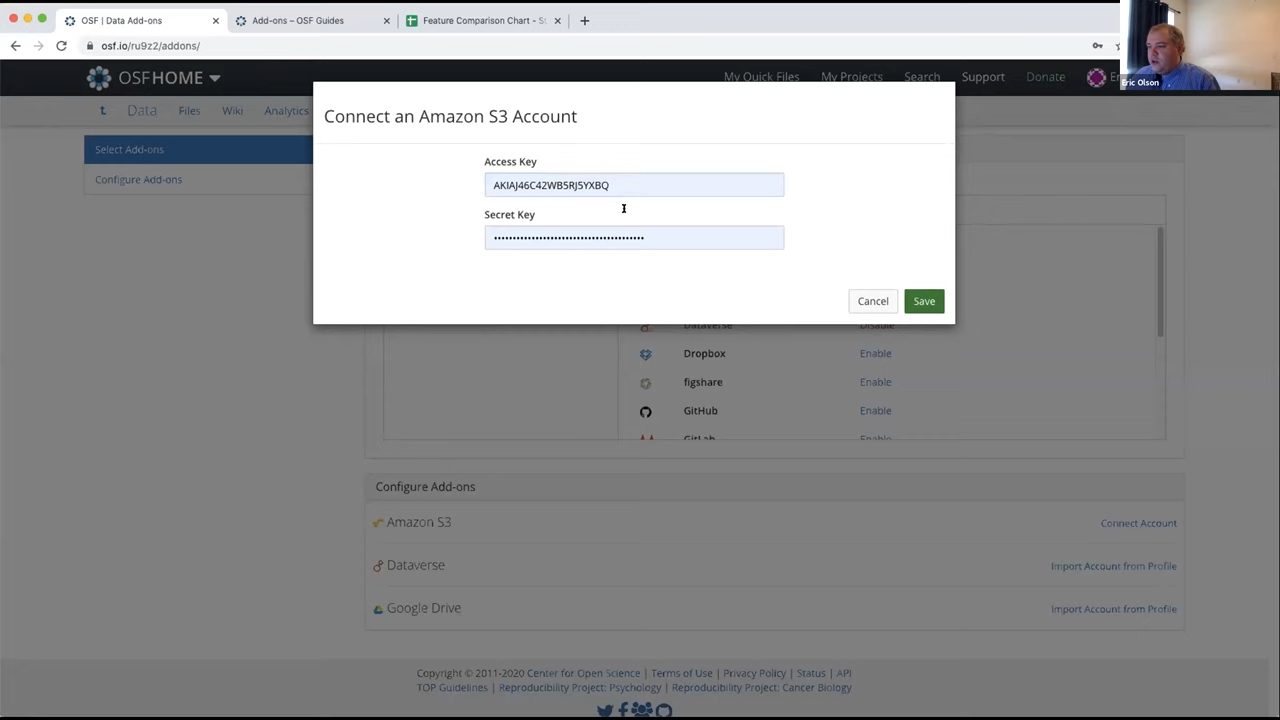 OSF | Data Add-ons
Add-ons – OSF Guides
Feature Comparison Chart - S
osf.io/ru9z2/addons/
Eric Olson
OSFHOME
My Quick Files
My Projects
Search
Support
Donate
t
Data
Files
Wiki
Analytics
Connect an Amazon S3 Account
Select Add-ons
Configure Add-ons
Access Key
AKIAJ46C42WB5RJ5YXBQ
Secret Key
Cancel
Save
Dataverse
Disable
Dropbox
Enable
figshare
Enable
GitHub
Enable
GitLab
Enable
Configure Add-ons
Amazon S3
Connect Account
Dataverse
Import Account from Profile
Google Drive
Import Account from Profile
Copyright © 2011-2020 Center for Open Science | Terms of Use | Privacy Policy | Status | API
TOP Guidelines | Reproducibility Project: Psychology | Reproducibility Project: Cancer Biology